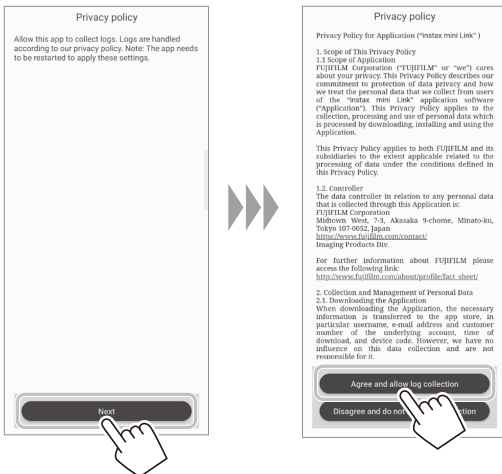 Privacy policy
Allow this app to collect logs. Logs are handled
according to our privacy policy. Note: The app needs
to be restarted to apply these settings.
Next
Privacy policy
Privacy Policy for Application ("instax mini Link" )
1. Scope of This Privacy Policy
1.1 Scope of Application
FUJIFILM Corporation ("FUJIFILM" or "we") cares
about your privacy. This Privacy Policy describes our
commitment to protection of data privacy and how
we treat the personal data that we collect from users
of the "instax mini Link" application software
("Application"). This Privacy Policy applies to the
collection, processing and use of personal data which
is processed by downloading, installing and using the
Application.
This Privacy Policy applies to both FUJIFILM and its
subsidiaries to the extent applicable related to the
processing of data under the conditions defined in
this Privacy Policy.
1.2. Controller
The data controller in relation to any personal data
that is collected through this Application is:
FUJIFILM Corporation
Midtown West, 7-3, Akasaka 9-chome, Minato-ku,
Tokyo 107-0052, Japan
https://www.fujifilm.com/contact/
Imaging Products Div.
For further information about FUJIFILM please
access the following link:
http://www.fujifilm.com/about/profile/fact_sheet/
2. Collection and Management of Personal Data
2.1. Downloading the Application
When downloading the Application, the necessary
information is transferred to the app store, in
particular username, e-mail address and customer
number of the underlying account, time of
download, and device code. However, we have no
influence on this data collection and are not
responsible for it.
Agree and allow log collection
Disagree and do not